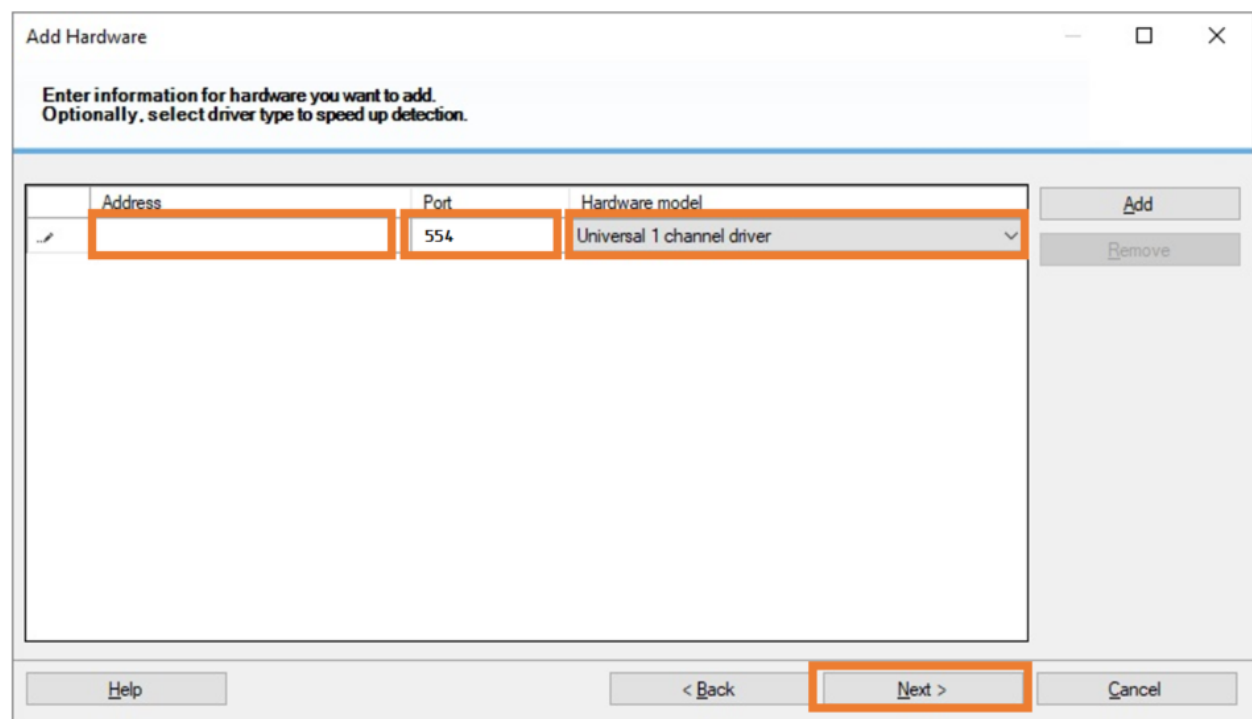 Add Hardware
Enter information for hardware you want to add.
Optionally, select driver type to speed up detection.
Address Port Hardware model
554 Universal 1 channel driver
Add
Remove
Help < Back Next > Cancel